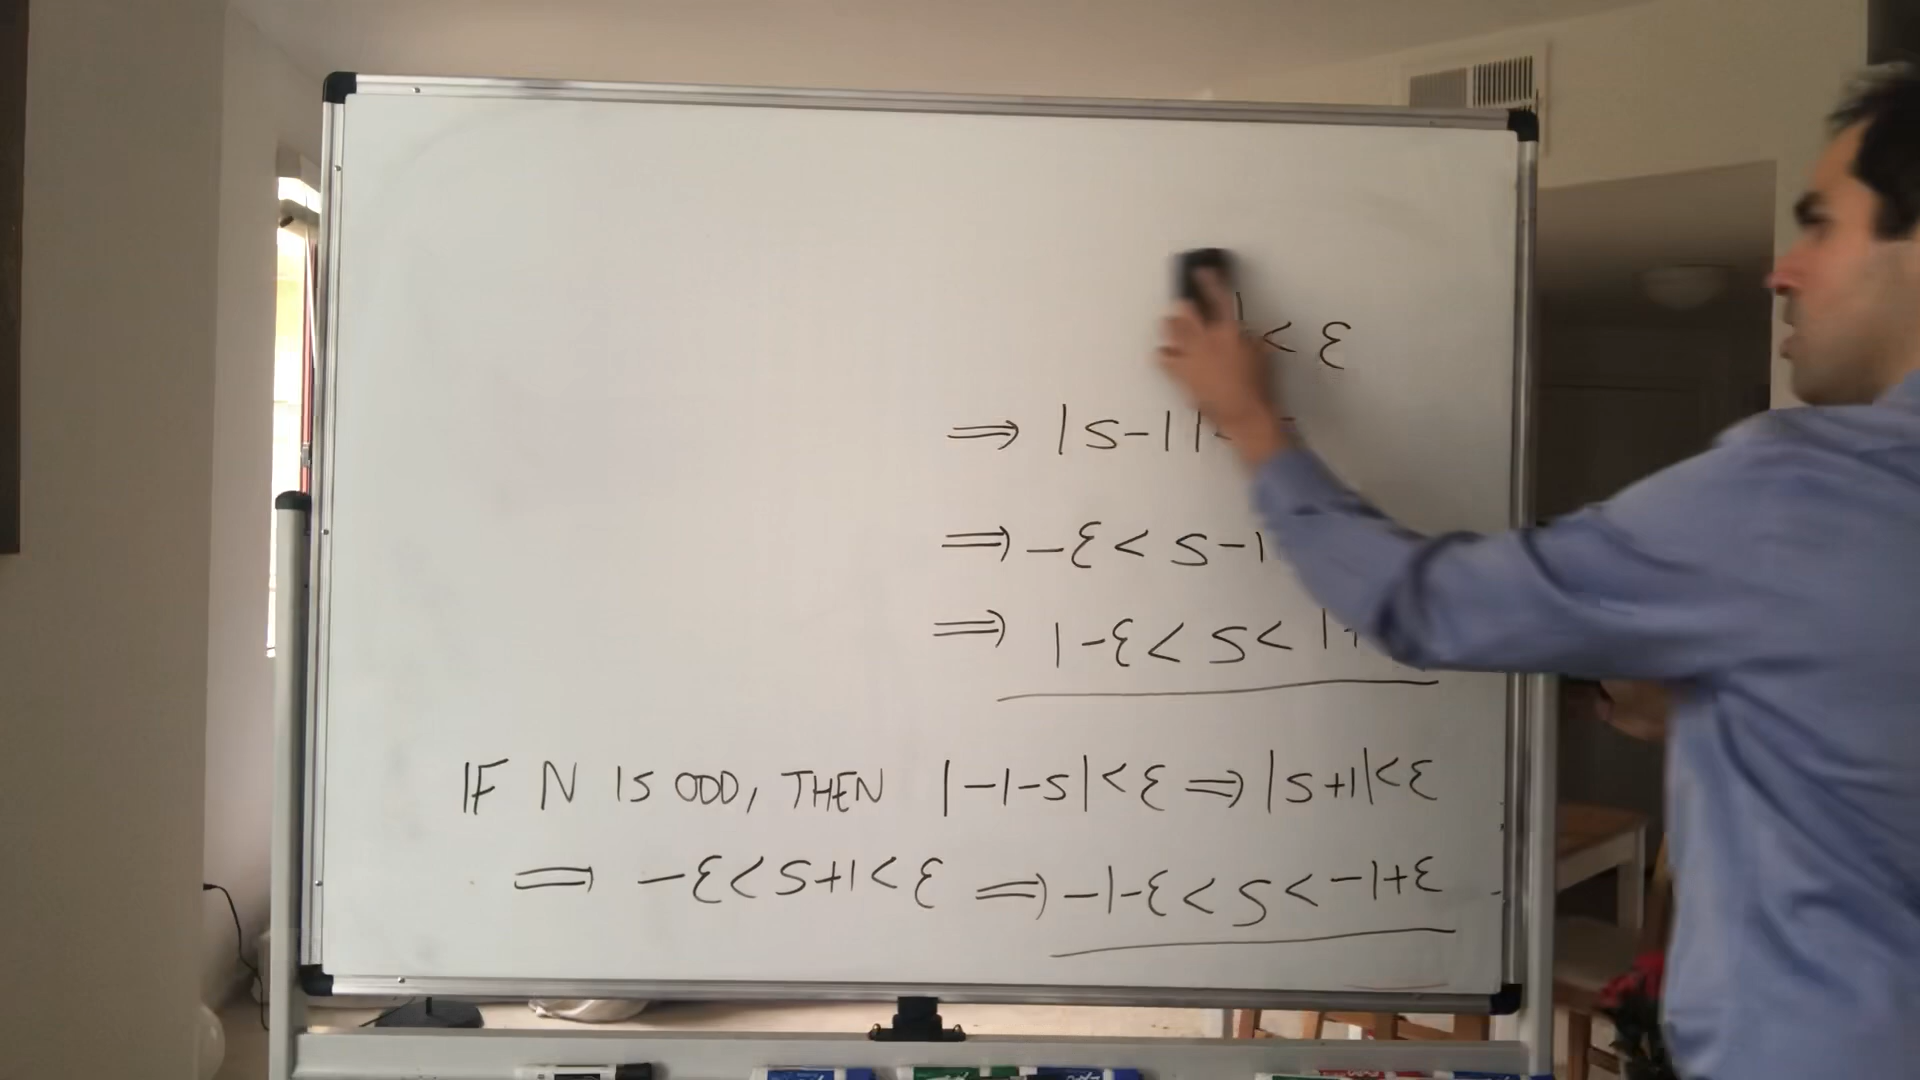 | < ε
⟹ |s-1|
⟹ -ε < s-1
⟹ 1-ε < s < 1+
IF N IS ODD, THEN |-1-s| < ε ⟹ |s+1| < ε
⟹ -ε < s+1 < ε ⟹ -1-ε < s < -1+ε